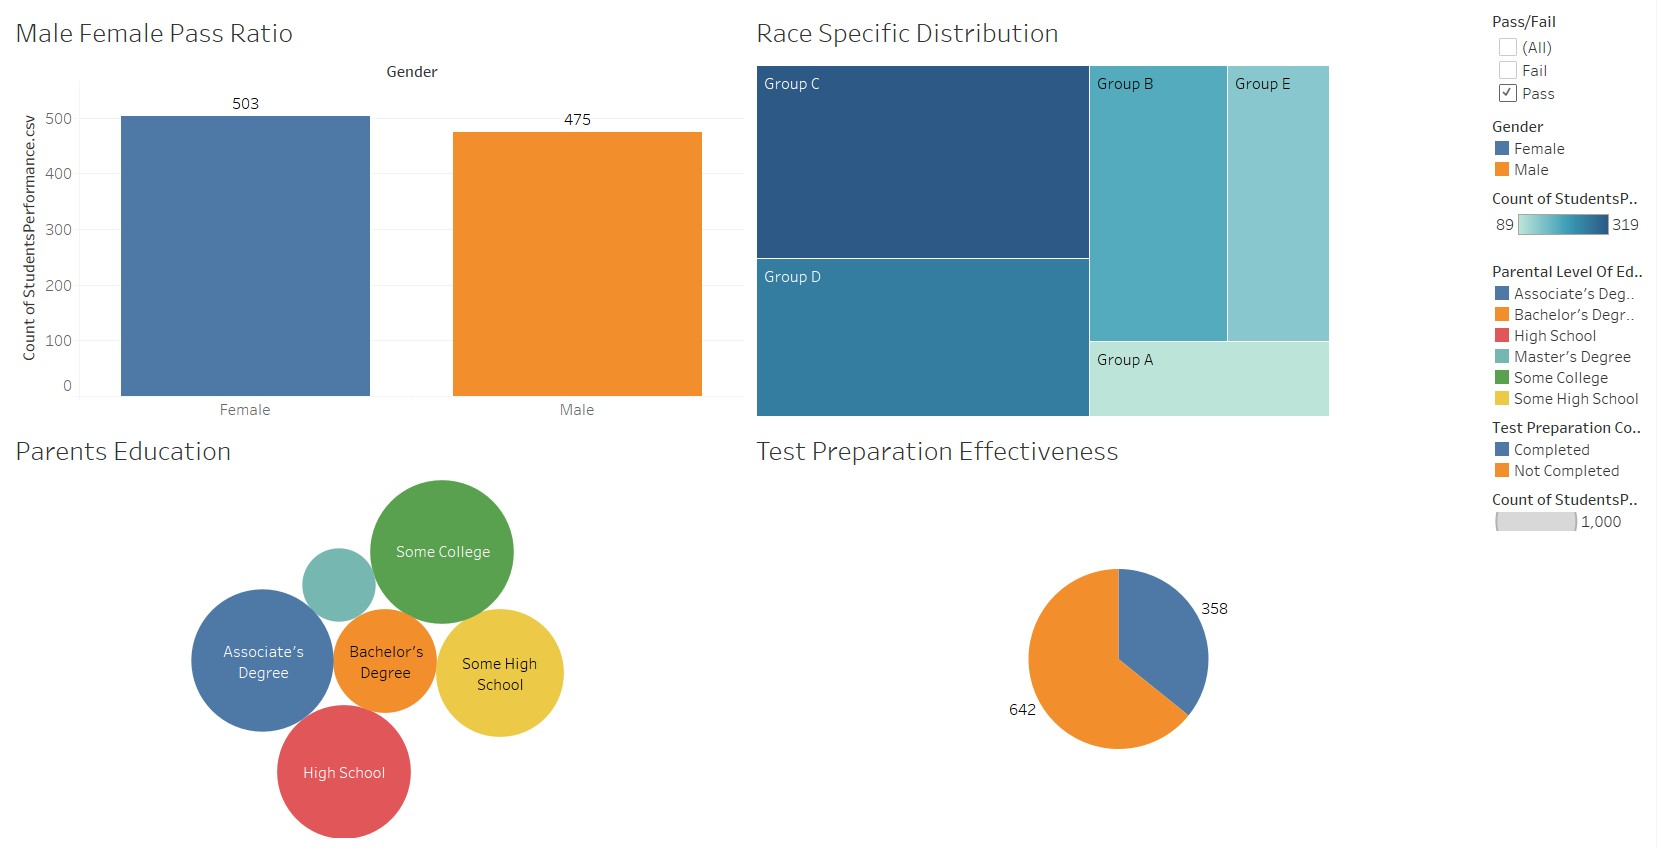 Male Female Pass Ratio
Gender
Count of StudentsPerformance.csv
500
400
300
200
100
0
503
475
Female
Male
Race Specific Distribution
Group C
Group B
Group E
Group D
Group A
Parents Education
Some College
Associate's
Degree
Bachelor's
Degree
Some High
School
High School
Test Preparation Effectiveness
358
642
Pass/Fail
(All)
Fail
Pass
Gender
Female
Male
Count of StudentsP..
89 319
Parental Level Of Ed..
Associate's Deg..
Bachelor's Degr..
High School
Master's Degree
Some College
Some High School
Test Preparation Co..
Completed
Not Completed
Count of StudentsP..
1,000